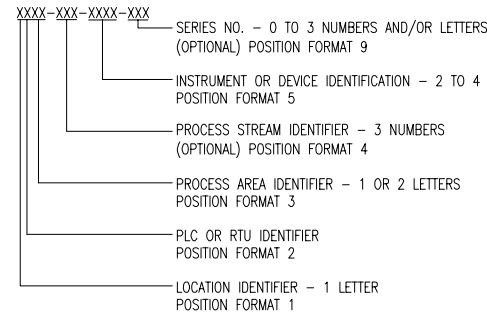 XXXX-XXX-XXXX-XXX
SERIES NO. – 0 TO 3 NUMBERS AND/OR LETTERS
(OPTIONAL) POSITION FORMAT 9
INSTRUMENT OR DEVICE IDENTIFICATION – 2 TO 4
POSITION FORMAT 5
PROCESS STREAM IDENTIFIER – 3 NUMBERS
(OPTIONAL) POSITION FORMAT 4
PROCESS AREA IDENTIFIER – 1 OR 2 LETTERS
POSITION FORMAT 3
PLC OR RTU IDENTIFIER
POSITION FORMAT 2
LOCATION IDENTIFIER – 1 LETTER
POSITION FORMAT 1